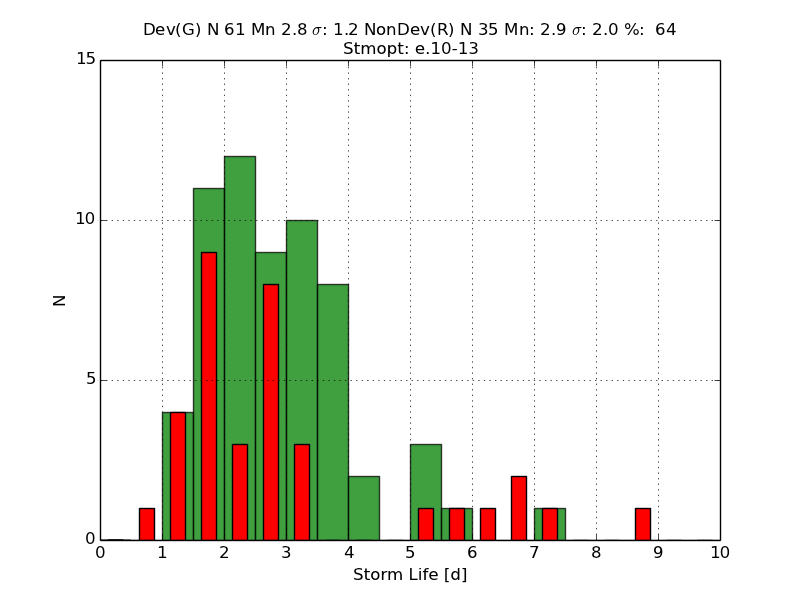 Dev(G) N 61 Mn 2.8 σ: 1.2 NonDev(R) N 35 Mn: 2.9 σ: 2.0 %: 64
Stmopt: e.10-13
15
10
5
0
N
0 1 2 3 4 5 6 7 8 9 10
Storm Life [d]